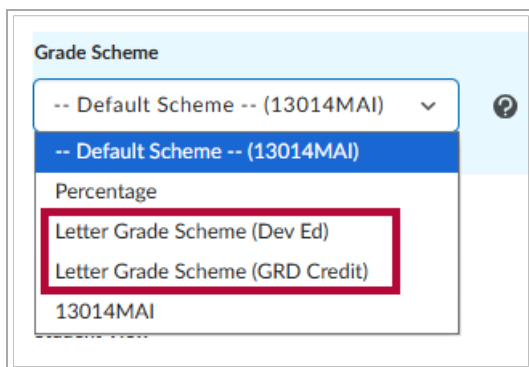 Grade Scheme
-- Default Scheme -- (13014MAI)
-- Default Scheme -- (13014MAI)
Percentage
Letter Grade Scheme (Dev Ed)
Letter Grade Scheme (GRD Credit)
13014MAI